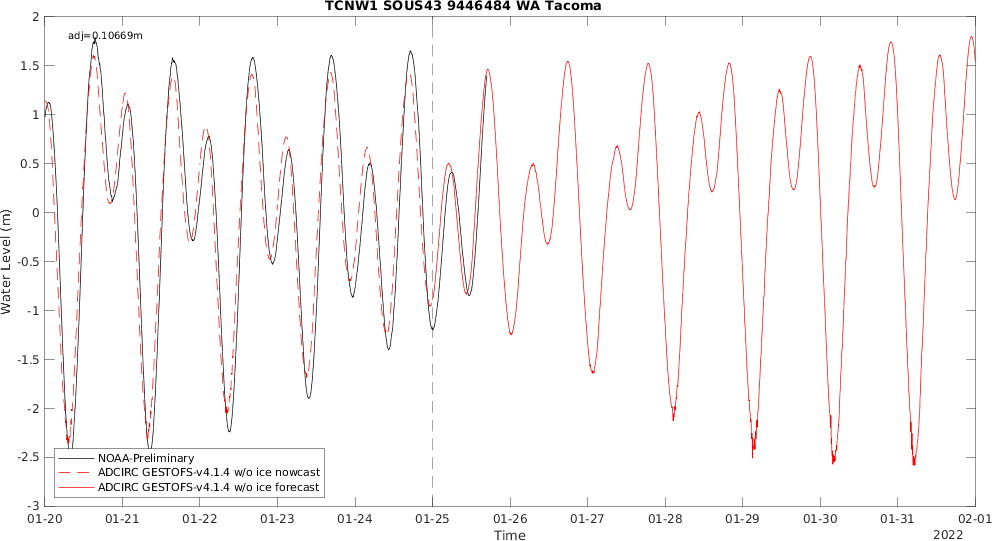 TCNW1 SOUS43 9446484 WA Tacoma
adj=0.10669m
2
1.5
1
0.5
0
-0.5
-1
-1.5
-2
-2.5
-3
Water Level (m)
NOAA-Preliminary
ADCIRC GESTOFS-v4.1.4 w/o ice nowcast
ADCIRC GESTOFS-v4.1.4 w/o ice forecast
01-20 01-21 01-22 01-23 01-24 01-25 01-26 01-27 01-28 01-29 01-30 01-31 02-01
Time
2022